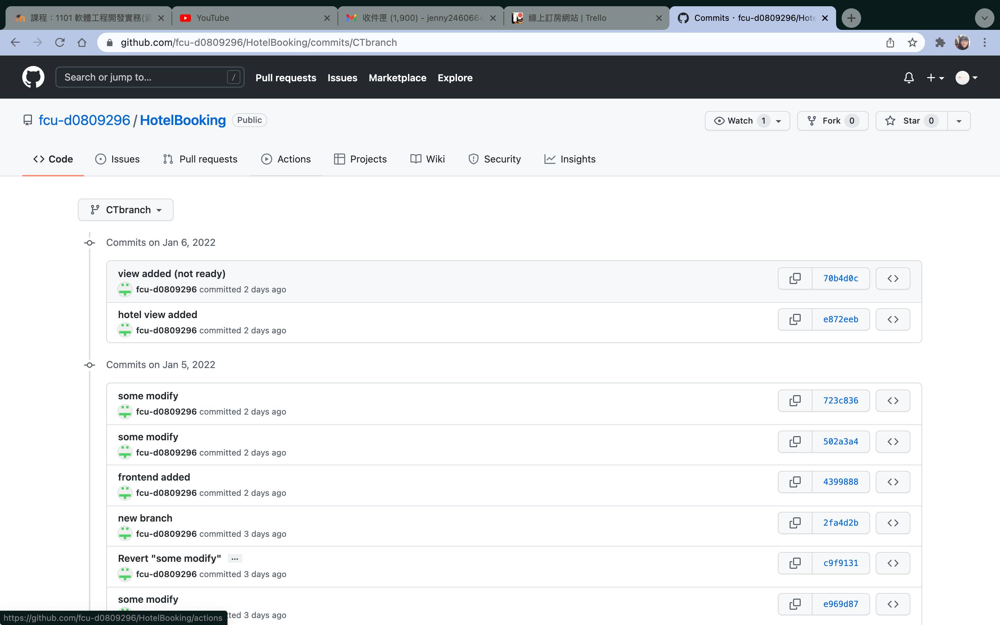 課程：1101 軟體工程開發實務(資
YouTube
收件匣 (1,900) - jenny2460664
線上訂房網站 | Trello
Commits · fcu-d0809296/Hote
github.com/fcu-d0809296/HotelBooking/commits/CTbranch
Search or jump to...
/
Pull requests
Issues
Marketplace
Explore
fcu-d0809296 / HotelBooking
Public
Watch 1
Fork 0
Star 0
Code
Issues
Pull requests
Actions
Projects
Wiki
Security
Insights
CTbranch
Commits on Jan 6, 2022
view added (not ready)
70b4d0c
fcu-d0809296 committed 2 days ago
hotel view added
e872eeb
fcu-d0809296 committed 2 days ago
Commits on Jan 5, 2022
some modify
723c836
fcu-d0809296 committed 2 days ago
some modify
502a3a4
fcu-d0809296 committed 2 days ago
frontend added
4399888
fcu-d0809296 committed 2 days ago
new branch
2fa4d2b
fcu-d0809296 committed 3 days ago
Revert "some modify" ...
c9f9131
fcu-d0809296 committed 3 days ago
some modify
e969d87
tted 3 days ago
https://github.com/fcu-d0809296/HotelBooking/actions